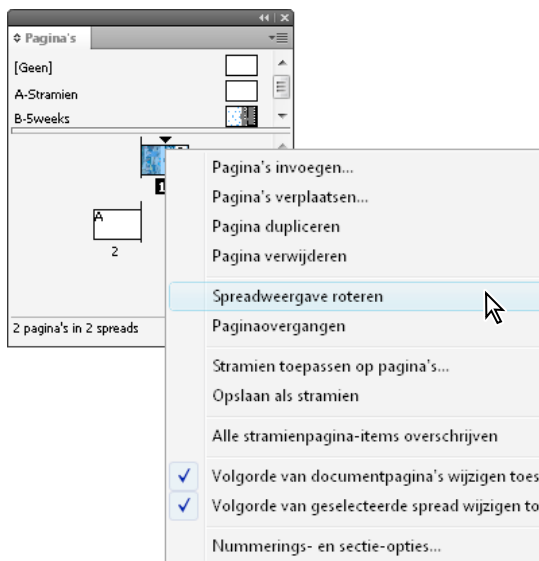 Pagina's
[Geen]
A-Stramien
B-5weeks
1
A
2
2 pagina's in 2 spreads
Pagina's invoegen...
Pagina's verplaatsen...
Pagina dupliceren
Pagina verwijderen
Spreadweergave roteren
Paginaovergangen
Stramien toepassen op pagina's...
Opslaan als stramien
Alle stramienpagina-items overschrijven
Volgorde van documentpagina's wijzigen toes
Volgorde van geselecteerde spread wijzigen to
Nummerings- en sectie-opties...